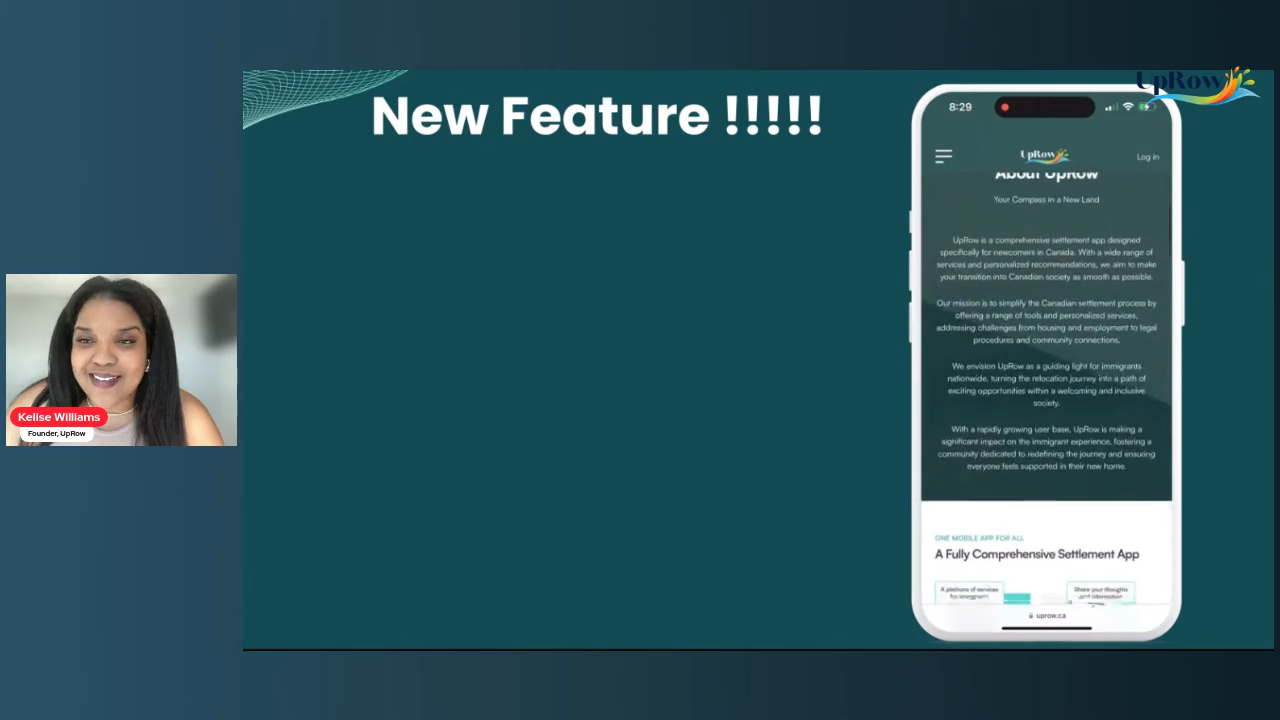 UpRow
New Feature !!!!!
8:29
UpRow
Log in
About UpRow
Your Compass in a New Land
UpRow is a comprehensive settlement app designed
specifically for newcomers in Canada. With a wide range of
services and personalized recommendations, we aim to make
your transition into Canadian society as smooth as possible.
Our mission is to simplify the Canadian settlement process by
offering a range of tools and personalized services,
addressing challenges from housing and employment to legal
procedures and community connections.
We envision UpRow as a guiding light for immigrants
nationwide, turning the relocation journey into a path of
exciting opportunities within a welcoming and inclusive
society.
With a rapidly growing user base, UpRow is making a
significant impact on the immigrant experience, fostering a
community dedicated to redefining the journey and ensuring
everyone feels supported in their new home.
ONE MOBILE APP FOR ALL
A Fully Comprehensive Settlement App
A plethora of services
for immigrants
Share your thoughts
and information
uprow.ca
Kelise Williams
Founder, UpRow